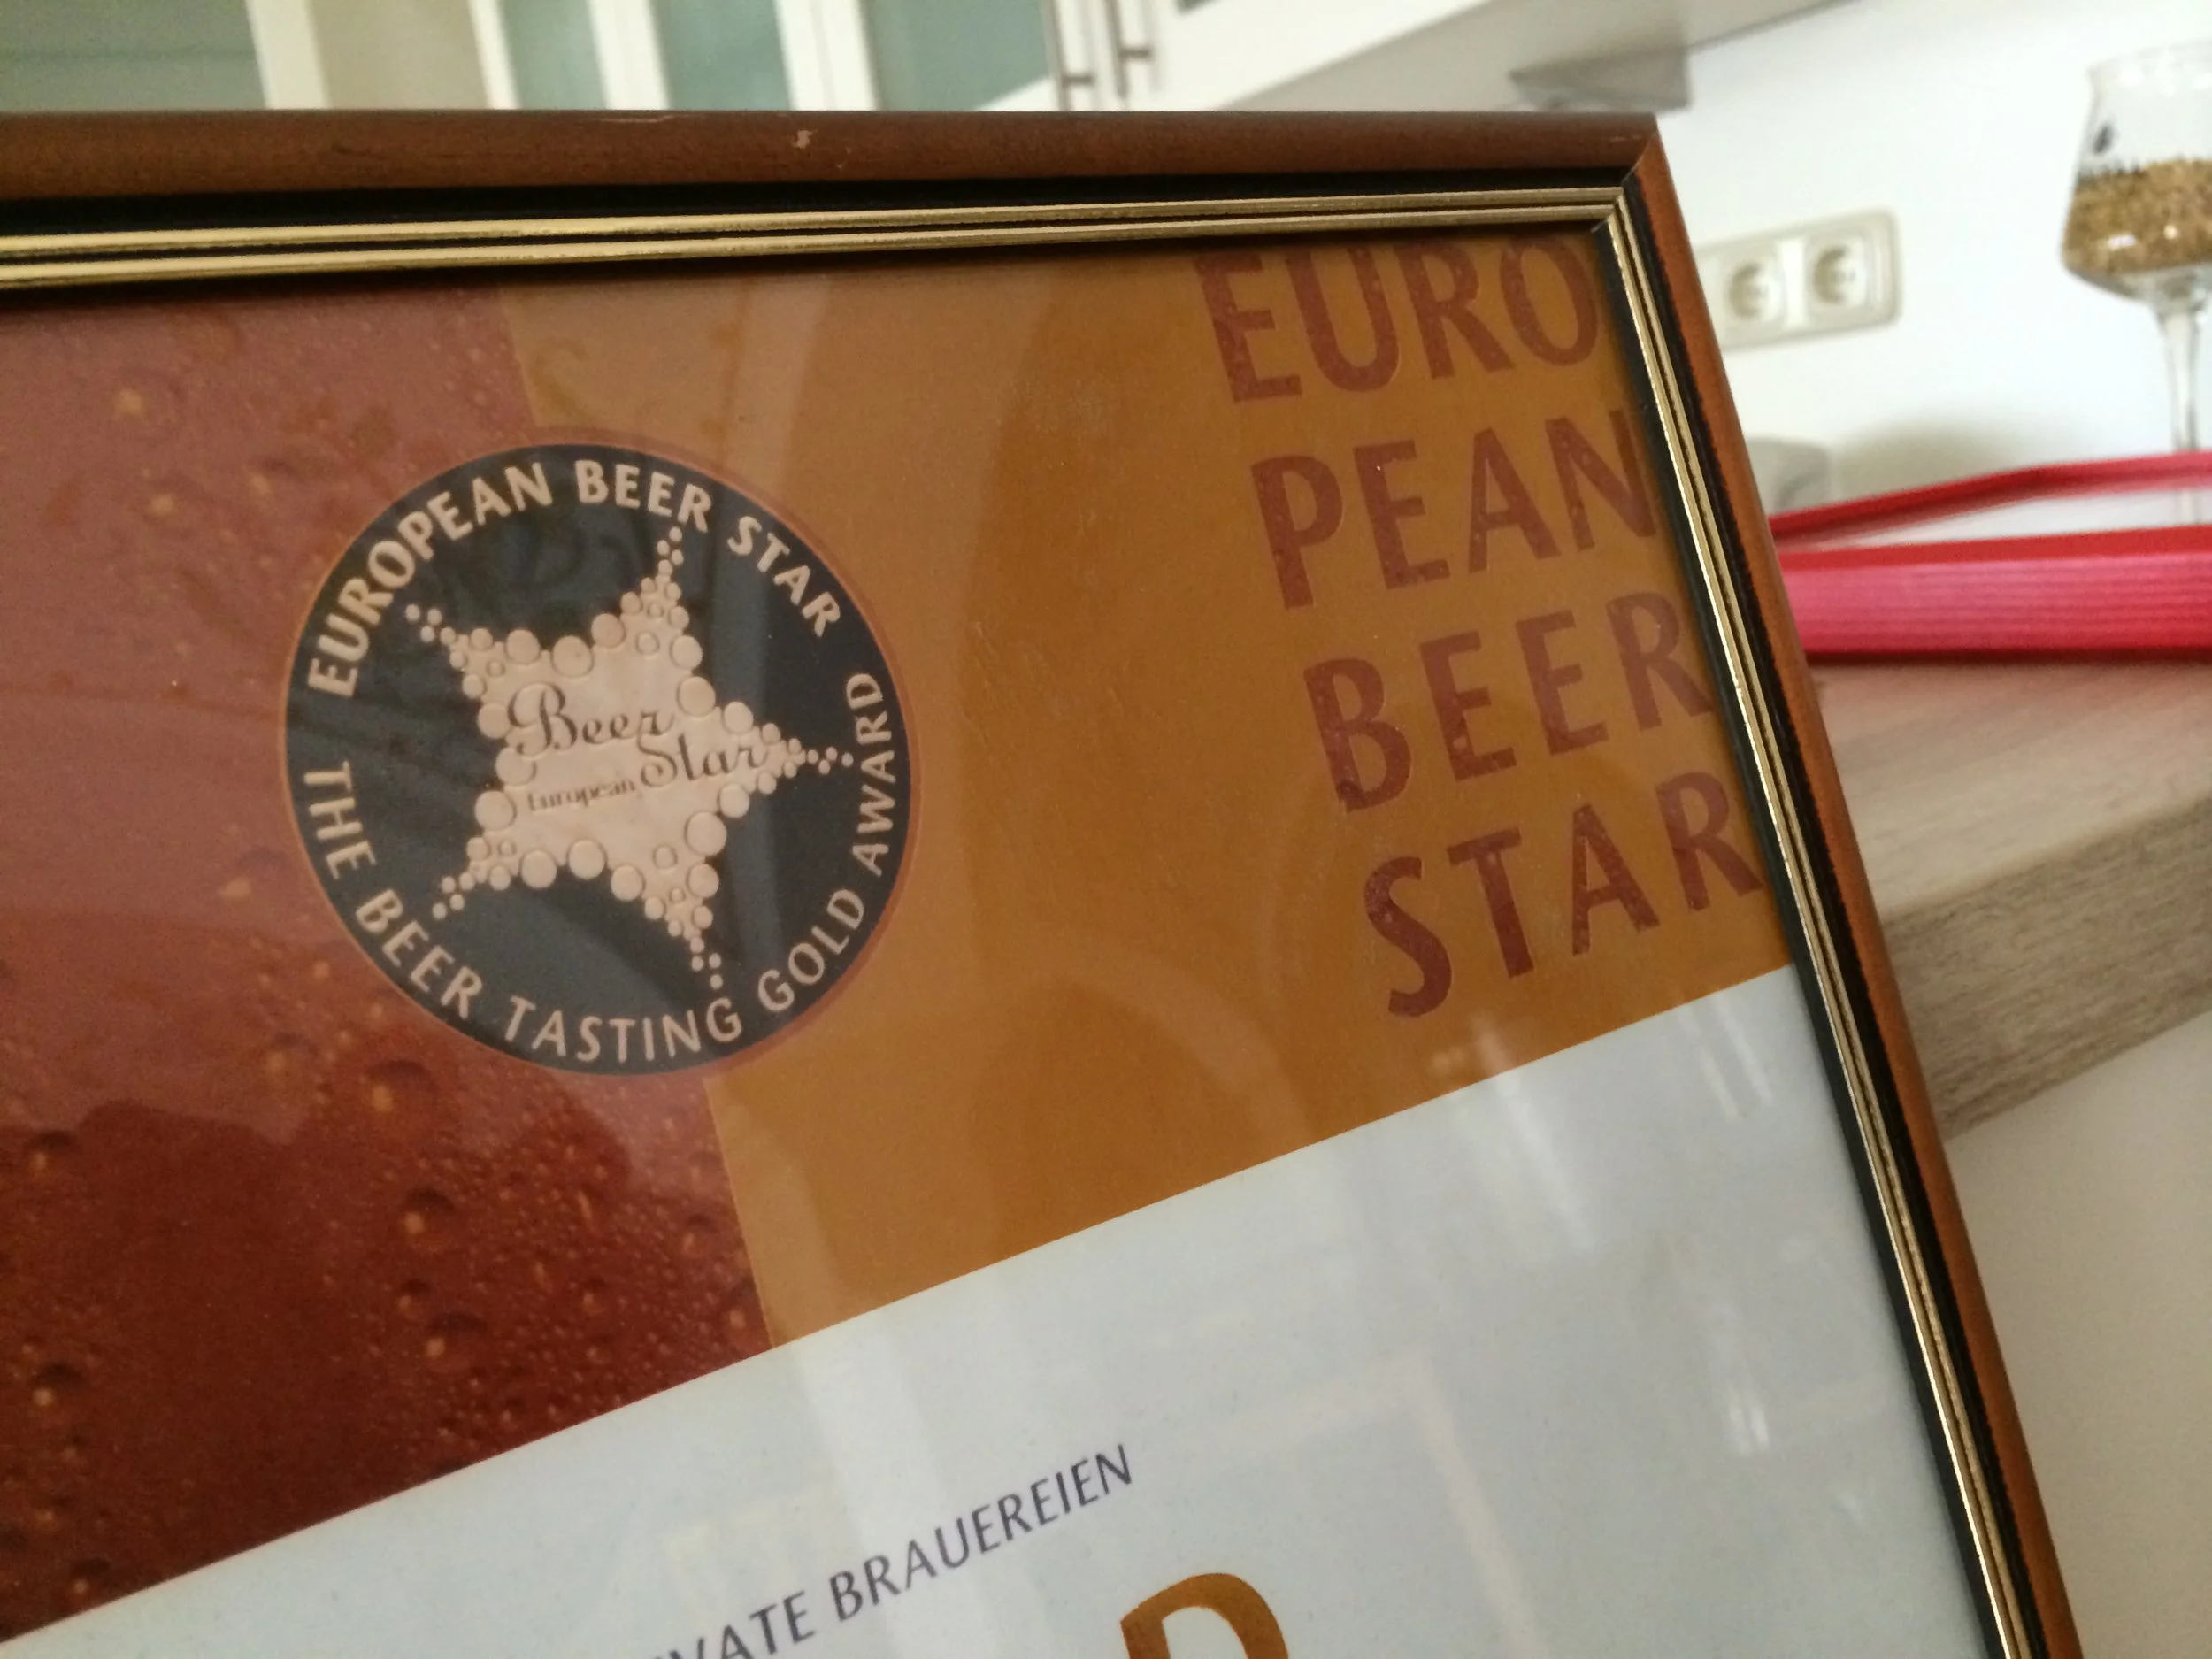 EUROPEAN BEER STAR
THE BEER TASTING GOLD AWARD
Beer
Star
European
EURO
PEAN
BEER
STAR
BRAUEREIEN